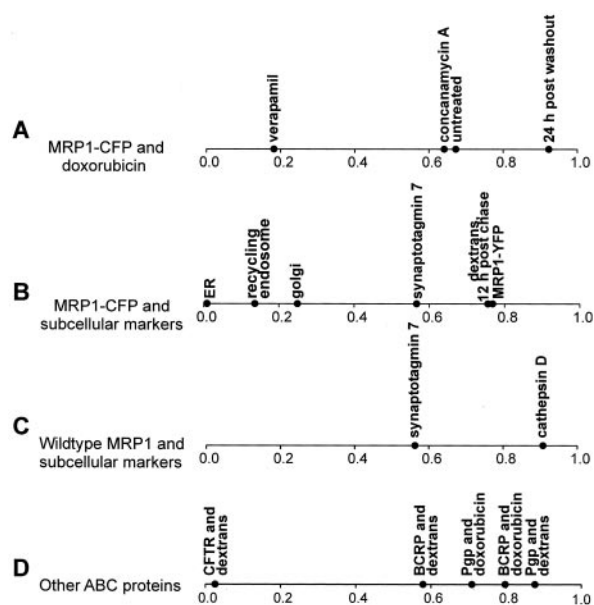 A
MRP1-CFP and
doxorubicin
verapamil
concanamycin A
untreated
24 h post washout
0.0 0.2 0.4 0.6 0.8 1.0
B
MRP1-CFP and
subcellular markers
ER
recycling
endosome
golgi
synaptotagmin 7
dextrans,
12 h post chase
MRP1-YFP
0.0 0.2 0.4 0.6 0.8 1.0
C
Wildtype MRP1 and
subcellular markers
synaptotagmin 7
cathepsin D
0.0 0.2 0.4 0.6 0.8 1.0
D
Other ABC proteins
CFTR and
dextrans
BCRP and
dextrans
Pgp and
doxorubicin
BCRP and
doxorubicin
Pgp and
dextrans
0.0 0.2 0.4 0.6 0.8 1.0